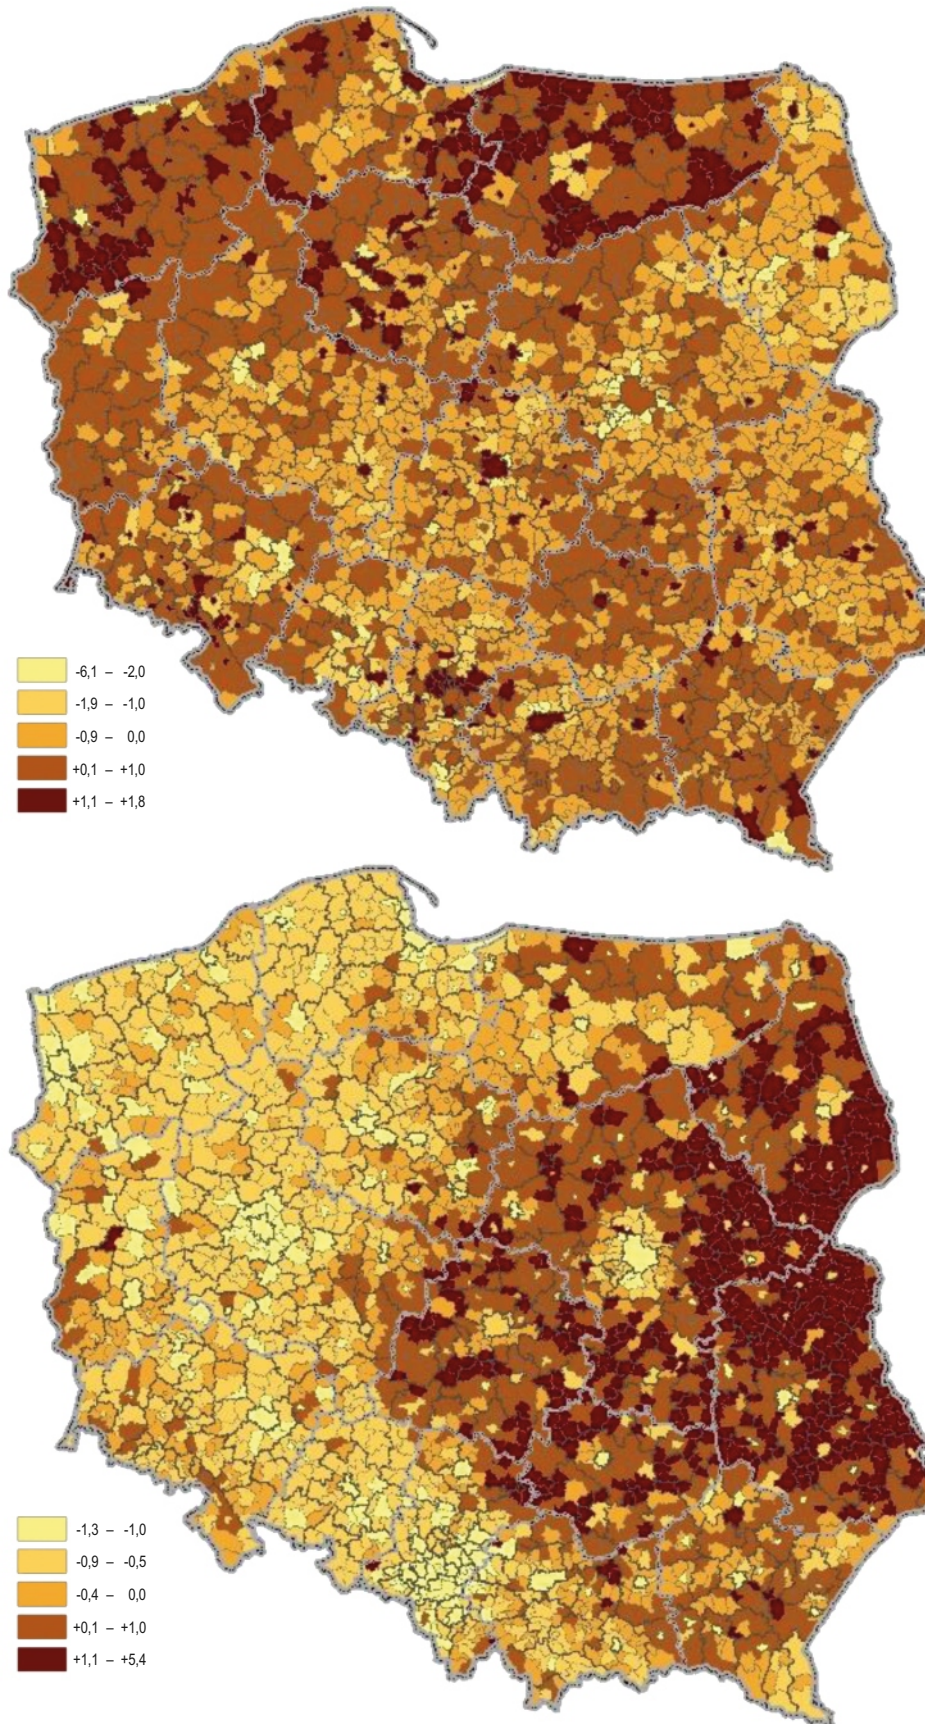 -6,1 – -2,0
-1,9 – -1,0
-0,9 – 0,0
+0,1 – +1,0
+1,1 – +1,8
-1,3 – -1,0
-0,9 – -0,5
-0,4 – 0,0
+0,1 – +1,0
+1,1 – +5,4